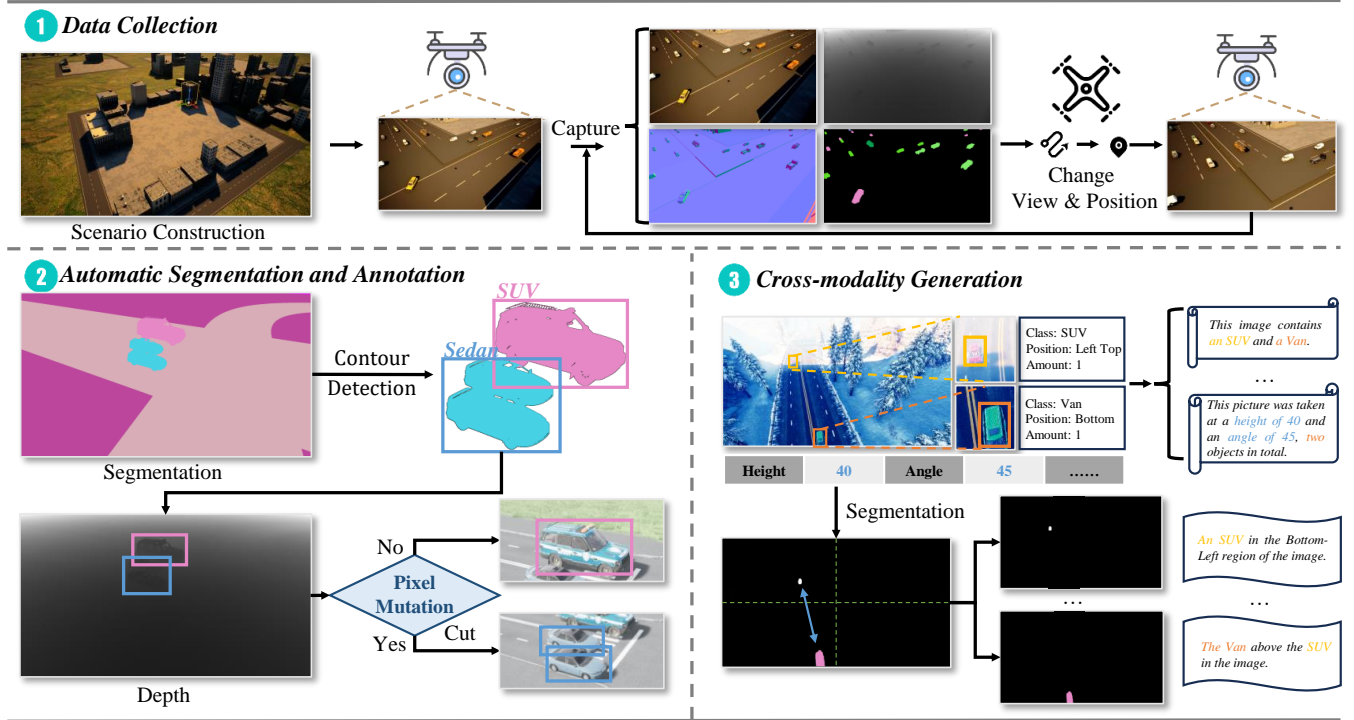 1 Data Collection
Scenario Construction
Capture
Change
View & Position
2 Automatic Segmentation and Annotation
Segmentation
Contour
Detection
SUV
Sedan
Depth
Pixel
Mutation
No
Yes
Cut
3 Cross-modality Generation
Class: SUV
Position: Left Top
Amount: 1
Class: Van
Position: Bottom
Amount: 1
Height 40 Angle 45 ......
This image contains
an SUV and a Van.
...
This picture was taken
at a height of 40 and
an angle of 45, two
objects in total.
Segmentation
...
An SUV in the Bottom-
Left region of the image.
...
The Van above the SUV
in the image.